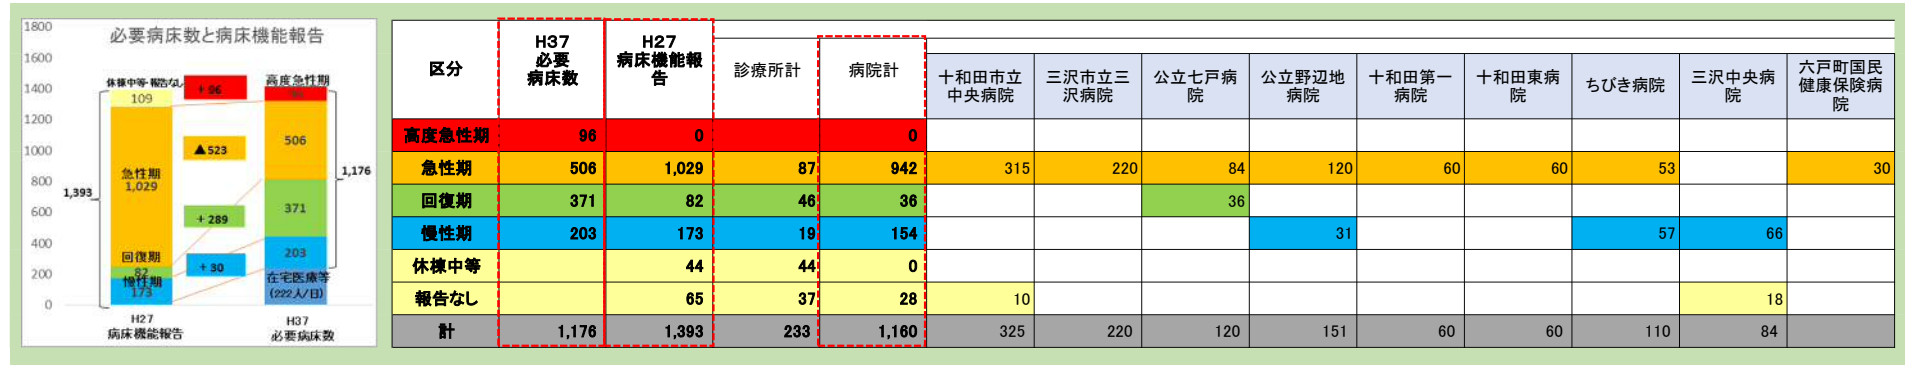 必要病床数と病床機能報告
1800
1600
1400
1200
1000
800
600
400
200
0
休棟中等・報告なし
109
急性期
1,029
回復期
82
慢性期
173
1,393
+96
▲523
+289
+30
高度急性期
96
506
371
203
在宅医療等
(222人/日)
1,176
H27
病床機能報告
H37
必要病床数
区分 H37 必要 病床数 H27 病床機能報 告 診療所計 病院計 十和田市立 中央病院 三沢市立三 沢病院 公立七戸病 院 公立野辺地 病院 十和田第一 病院 十和田東病 院 ちびき病院 三沢中央病 院 六戸町国民 健康保険病 院
高度急性期 96 0 0
急性期 506 1,029 87 942 315 220 84 120 60 60 53 30
回復期 371 82 46 36 36
慢性期 203 173 19 154 31 57 66
休棟中等 44 44 0
報告なし 65 37 28 10 18
計 1,176 1,393 233 1,160 325 220 120 151 60 60 110 84